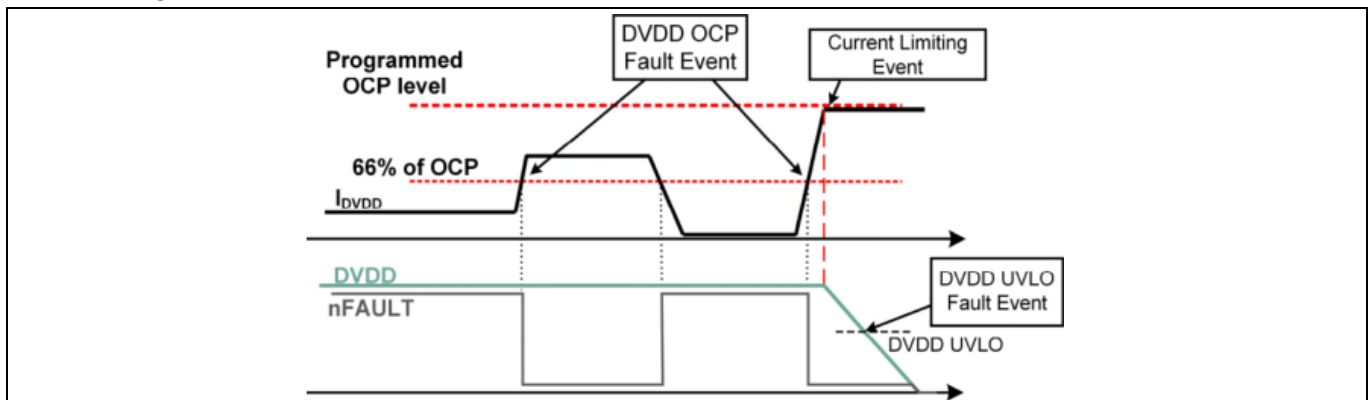 DVDD OCP
Fault Event
Current Limiting
Event
Programmed
OCP level
66% of OCP
IDVDD
DVDD
nFAULT
DVDD UVLO
Fault Event
DVDD UVLO